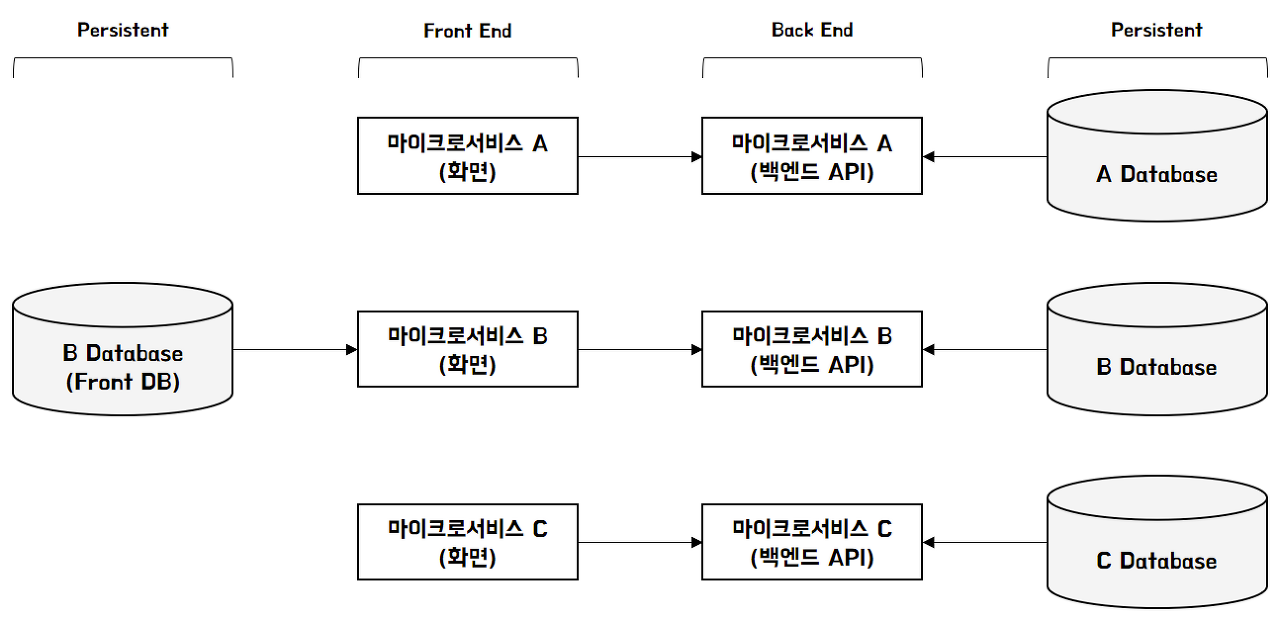 Persistent
Front End
Back End
Persistent
마이크로서비스 A
(화면)
마이크로서비스 A
(백엔드 API)
A Database
B Database
(Front DB)
마이크로서비스 B
(화면)
마이크로서비스 B
(백엔드 API)
B Database
마이크로서비스 C
(화면)
마이크로서비스 C
(백엔드 API)
C Database